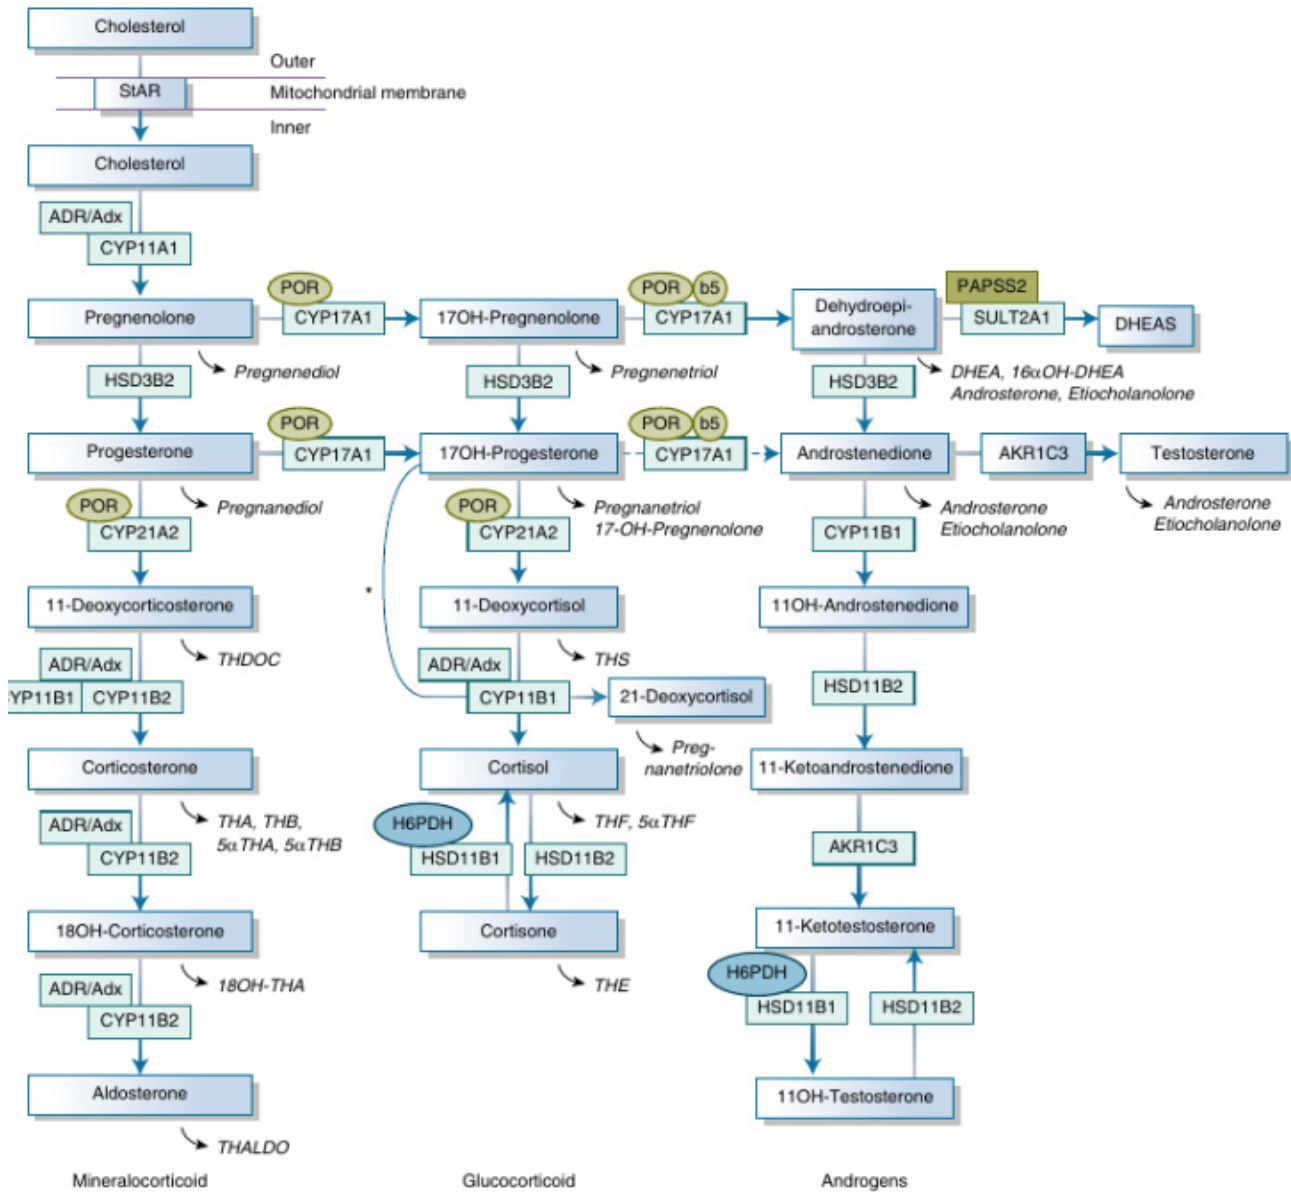 Cholesterol
Outer
StAR
Mitochondrial membrane
Inner
Cholesterol
ADR/Adx
CYP11A1
POR
POR
b5
PAPSS2
Pregnenolone
CYP17A1
17OH-Pregnenolone
CYP17A1
Dehydroepi-
androsterone
SULT2A1
DHEAS
Pregnenediol
Pregnenetriol
DHEA, 16αOH-DHEA
Androsterone, Etiocholanolone
HSD3B2
HSD3B2
HSD3B2
POR
POR
b5
Progesterone
CYP17A1
17OH-Progesterone
CYP17A1
Androstenedione
AKR1C3
Testosterone
POR
Pregnanediol
POR
Pregnanetriol
17-OH-Pregnenolone
Androsterone
Etiocholanolone
Androsterone
Etiocholanolone
CYP21A2
CYP21A2
CYP11B1
*
11-Deoxycorticosterone
11-Deoxycortisol
11OH-Androstenedione
THDOC
THS
ADR/Adx
ADR/Adx
YP11B1
CYP11B2
CYP11B1
21-Deoxycortisol
HSD11B2
Preg-
nanetriolone
Corticosterone
Cortisol
11-Ketoandrostenedione
THA, THB,
5αTHA, 5αTHB
THF, 5αTHF
ADR/Adx
H6PDH
CYP11B2
HSD11B1
HSD11B2
AKR1C3
18OH-Corticosterone
Cortisone
11-Ketotestosterone
18OH-THA
THE
ADR/Adx
H6PDH
CYP11B2
HSD11B1
HSD11B2
Aldosterone
11OH-Testosterone
THALDO
Mineralocorticoid
Glucocorticoid
Androgens